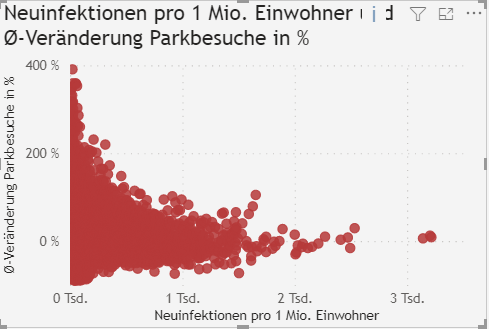 Neuinfektionen pro 1 Mio. Einwohner
Ø-Veränderung Parkbesuche in %
400 %
200 %
0 %
Ø-Veränderung Parkbesuche in %
0 Tsd.
1 Tsd.
2 Tsd.
3 Tsd.
Neuinfektionen pro 1 Mio. Einwohner